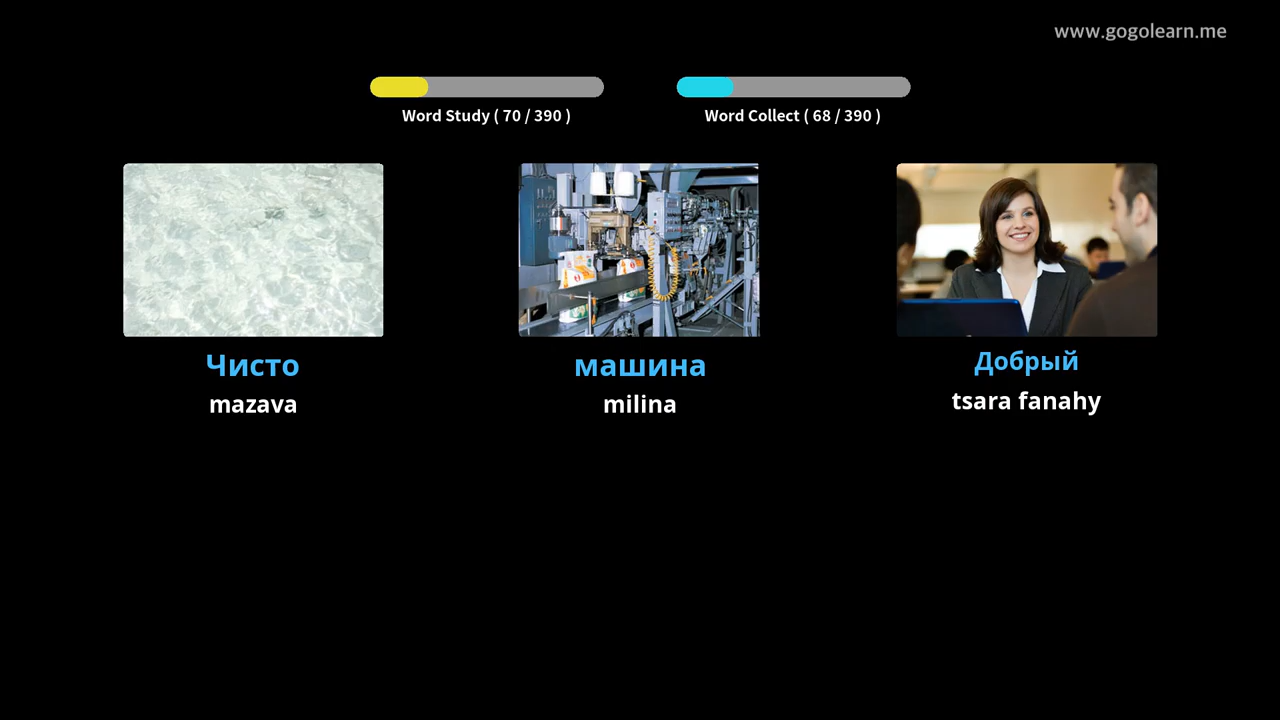 www.gogolearn.me
Word Study ( 70 / 390 )
Word Collect ( 68 / 390 )
Чисто
mazava
машина
milina
Добрый
tsara fanahy